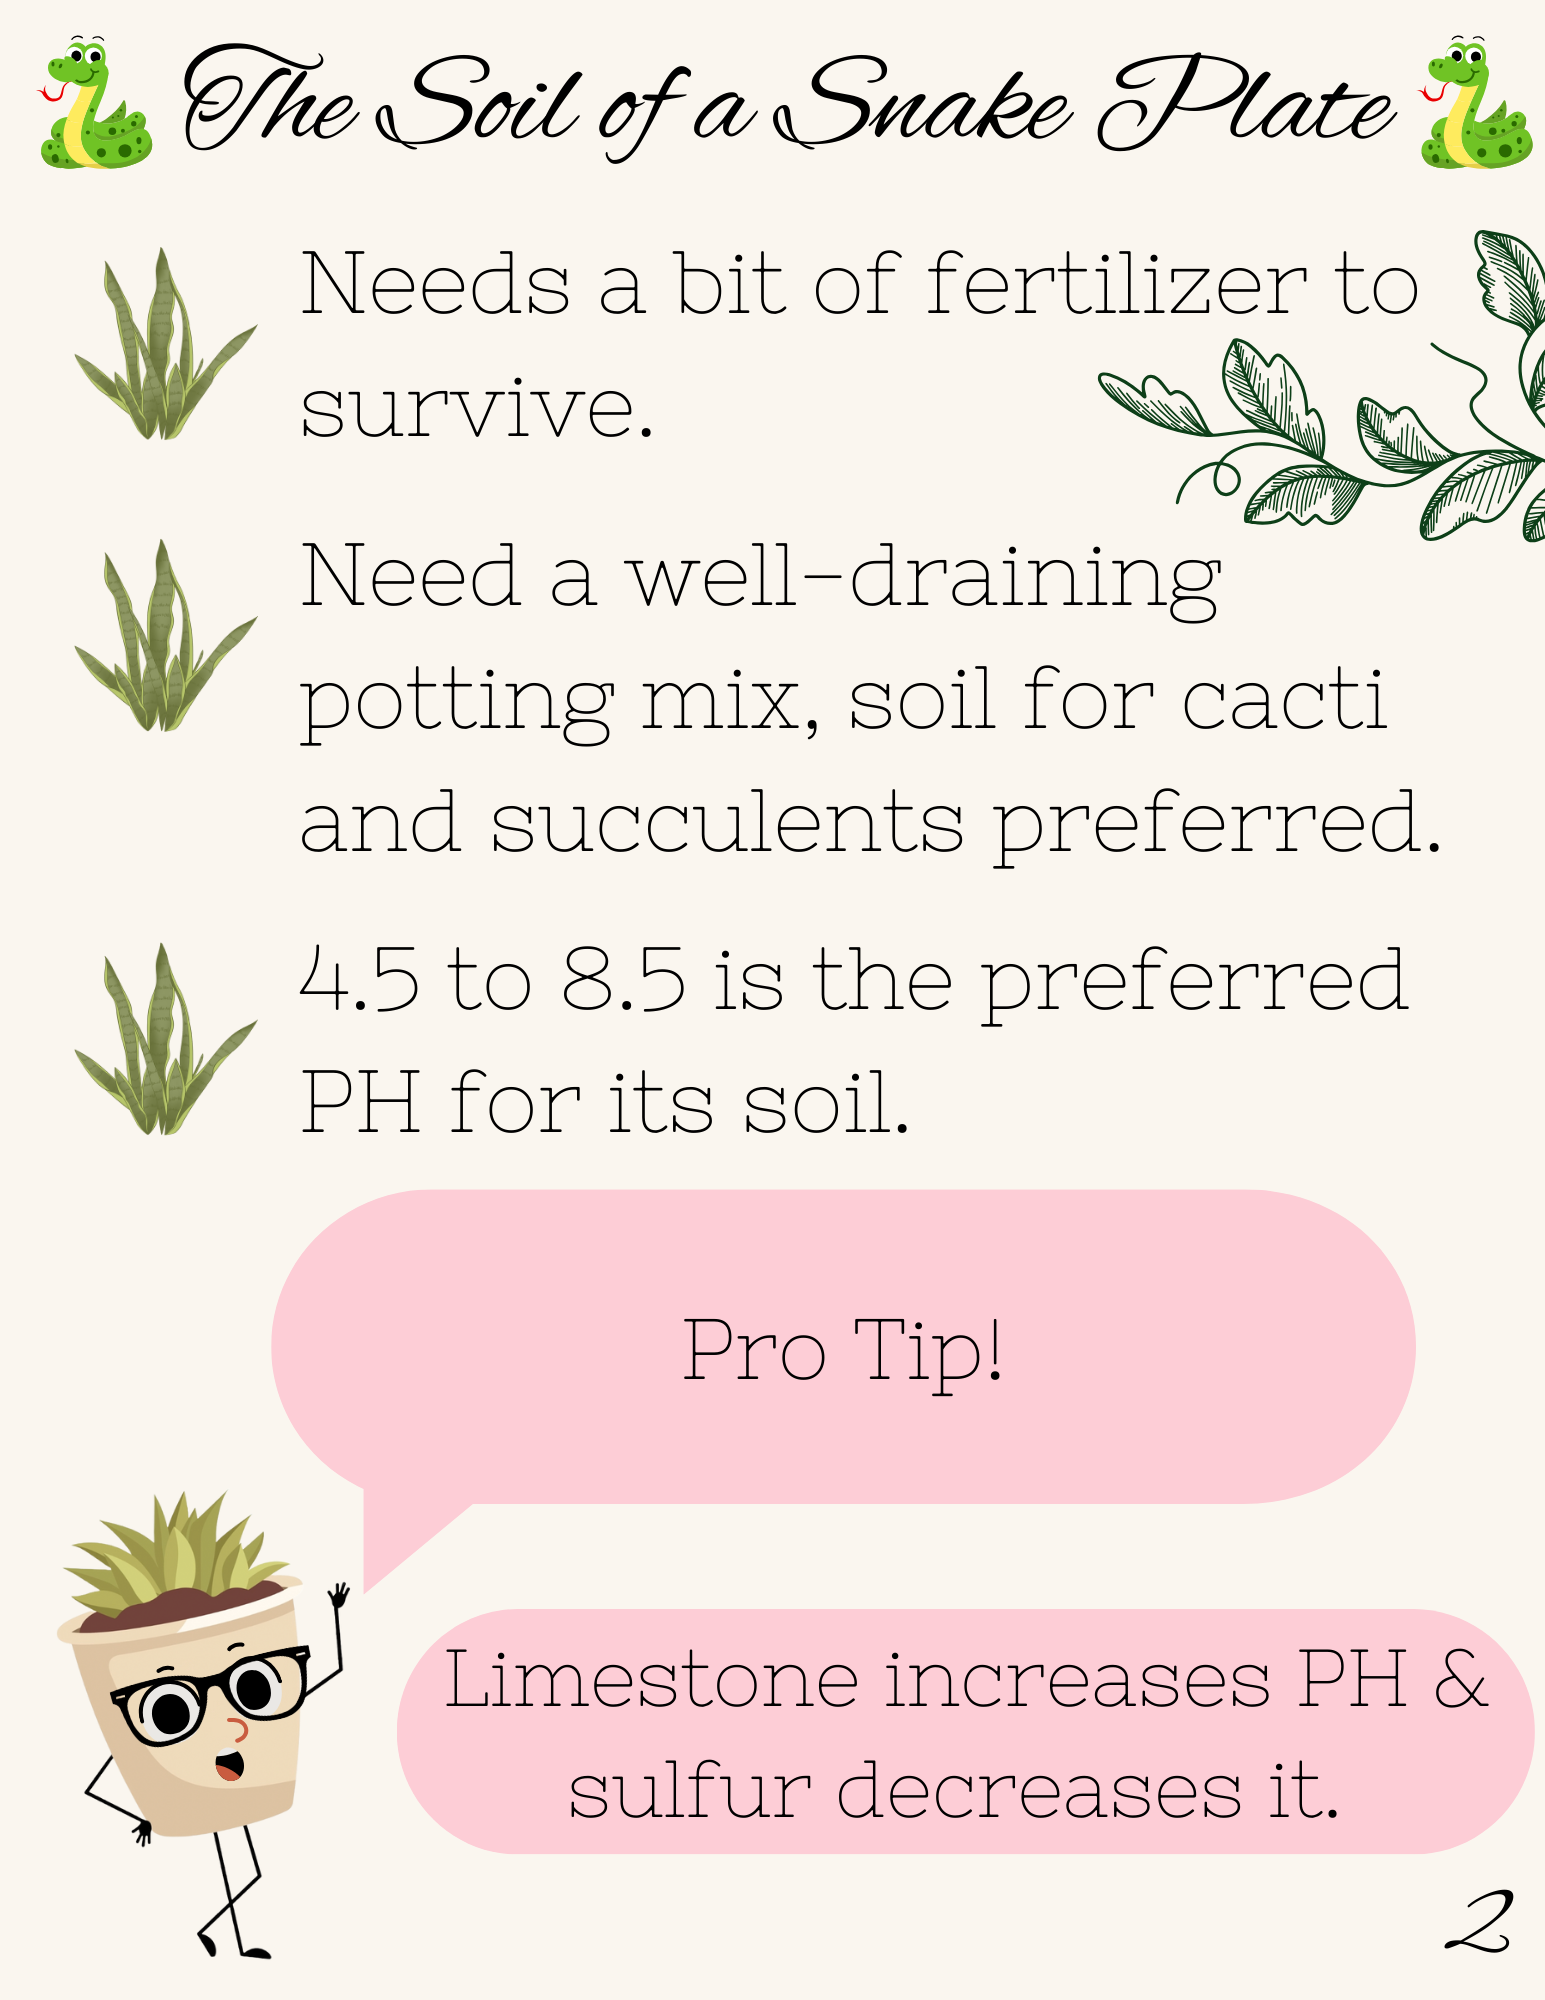 The Soil of a Snake Plate
Needs a bit of fertilizer to
survive.
Need a well-draining
potting mix, soil for cacti
and succulents preferred.
4.5 to 8.5 is the preferred
PH for its soil.
Pro Tip!
Limestone increases PH &
sulfur decreases it.
2